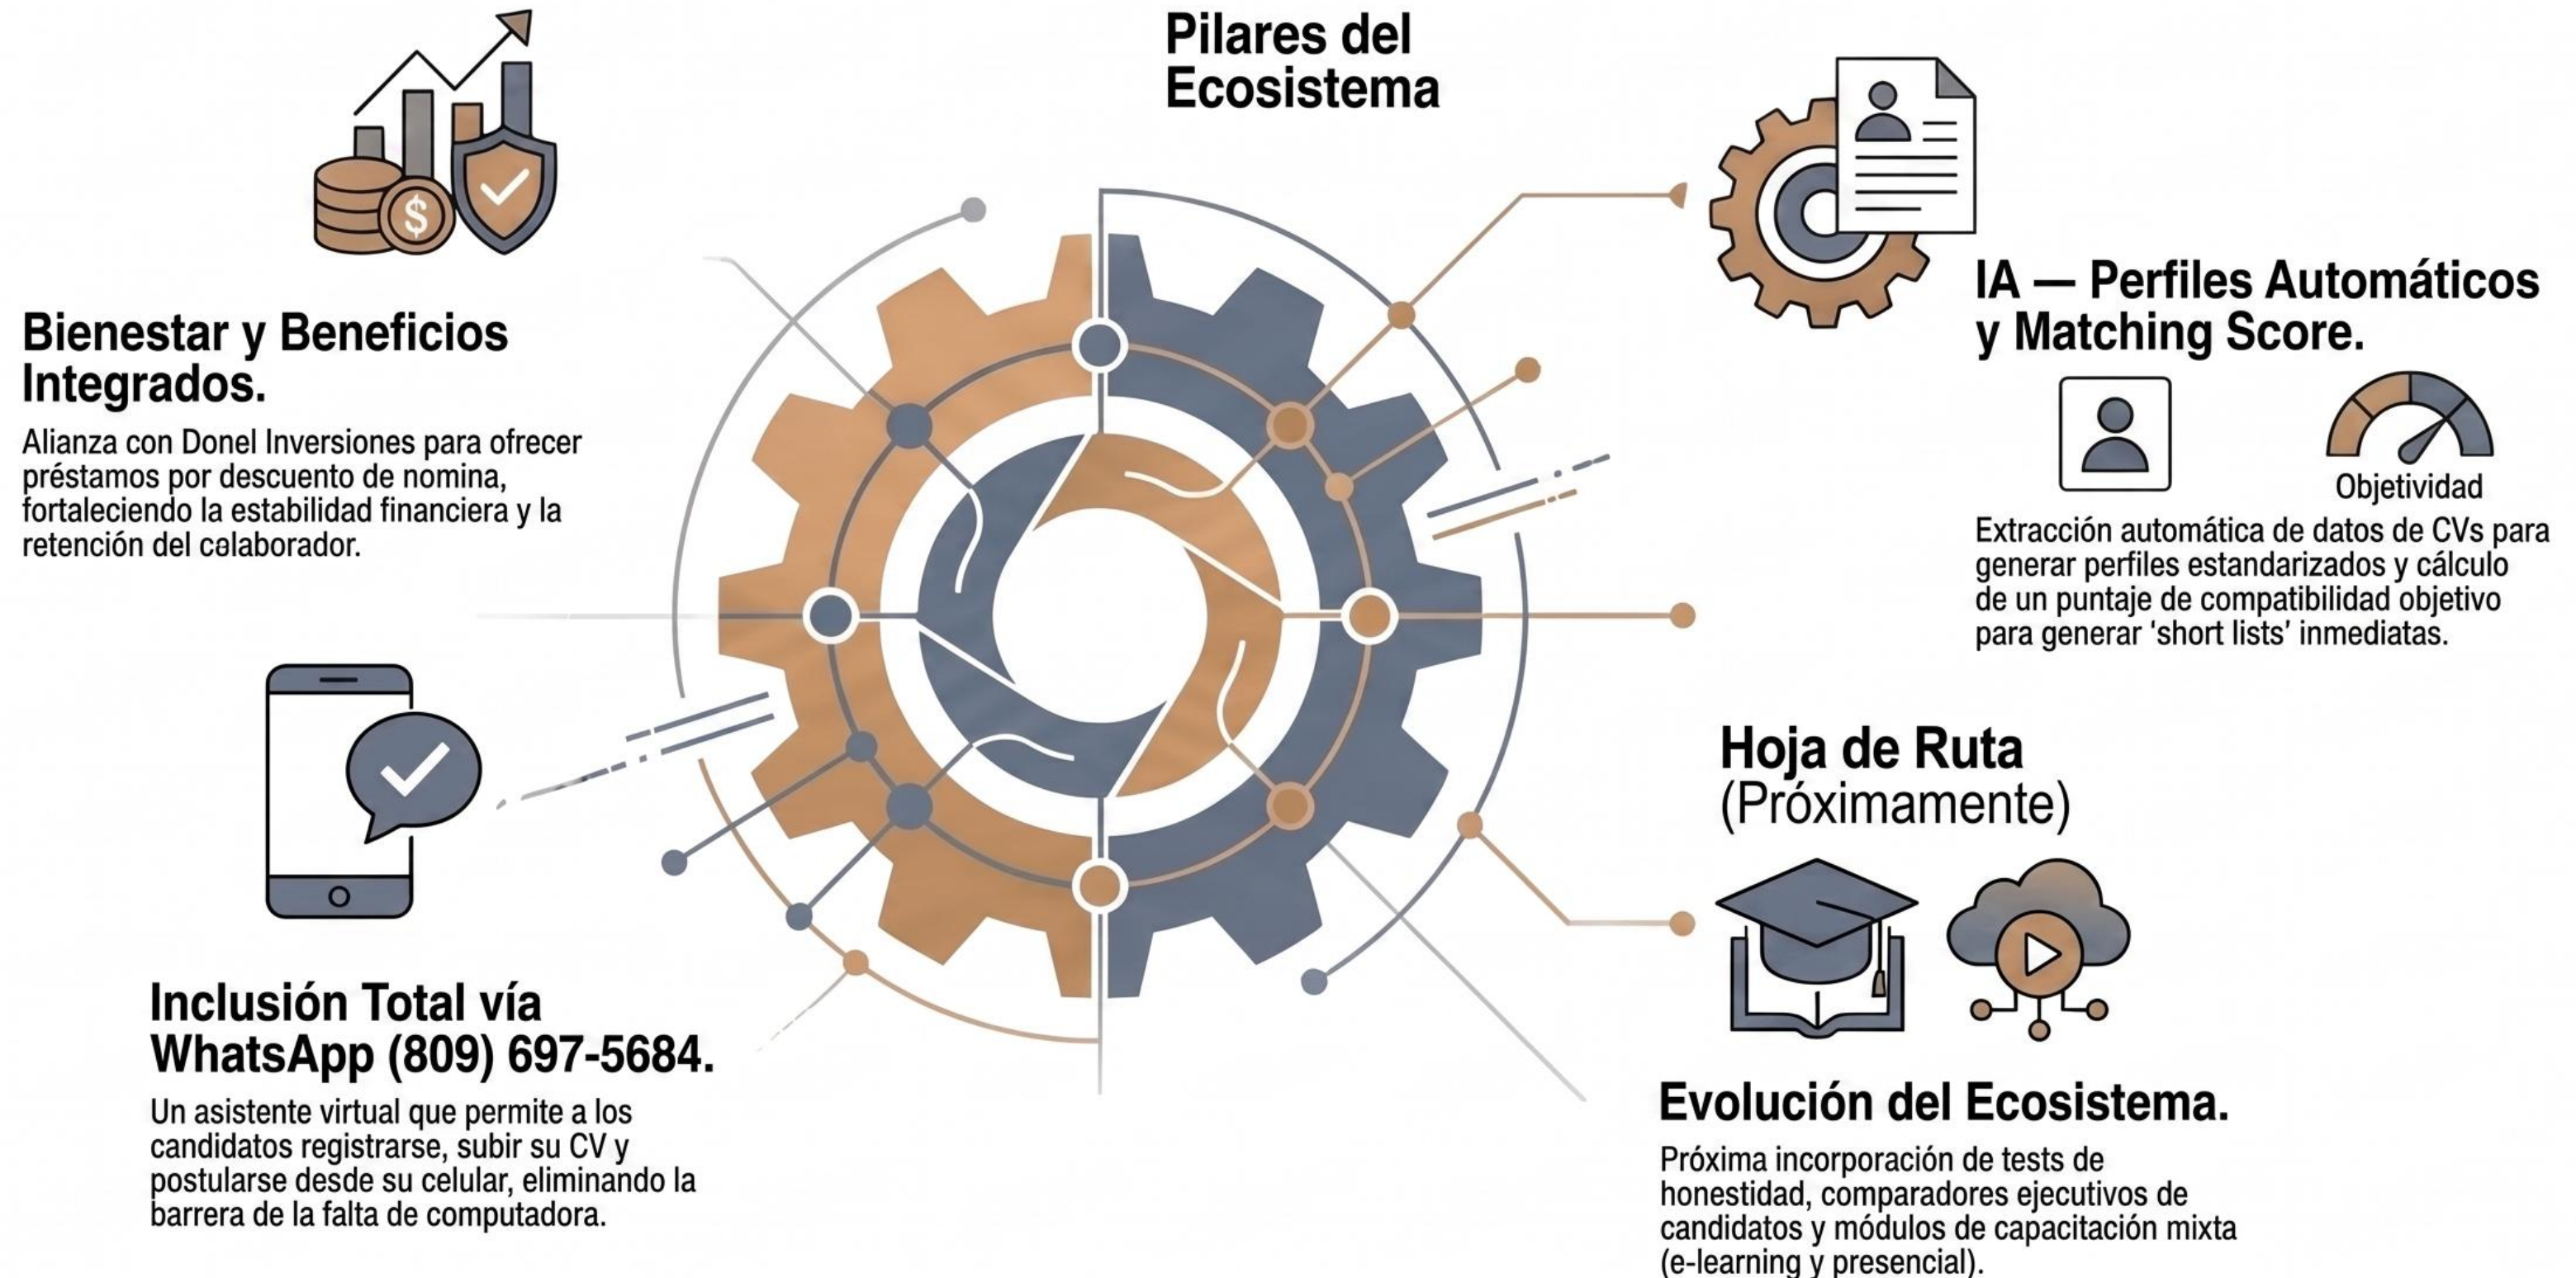 Pilares del
Ecosistema
Bienestar y Beneficios
Integrados.
Alianza con Donel Inversiones para ofrecer
préstamos por descuento de nomina,
fortaleciendo la estabilidad financiera y la
retención del colaborador.
IA — Perfiles Automáticos
y Matching Score.
Objetividad
Extracción automática de datos de CVs para
generar perfiles estandarizados y cálculo
de un puntaje de compatibilidad objetivo
para generar ‘short lists’ inmediatas.
Inclusión Total vía
WhatsApp (809) 697-5684.
Un asistente virtual que permite a los
candidatos registrarse, subir su CV y
postularse desde su celular, eliminando la
barrera de la falta de computadora.
Hoja de Ruta
(Próximamente)
Evolución del Ecosistema.
Próxima incorporación de tests de
honestidad, comparadores ejecutivos de
candidatos y módulos de capacitación mixta
(e-learning y presencial).
$